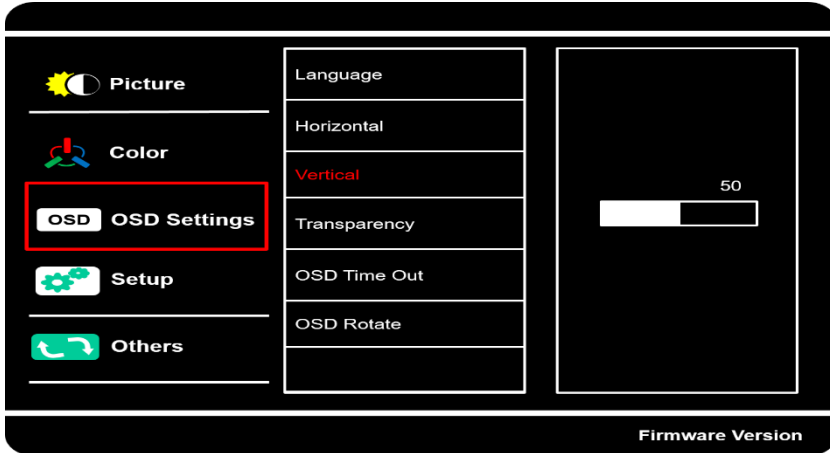 Picture
Color
OSD OSD Settings
Setup
Others
Language
Horizontal
Vertical
Transparency
OSD Time Out
OSD Rotate
50
Firmware Version